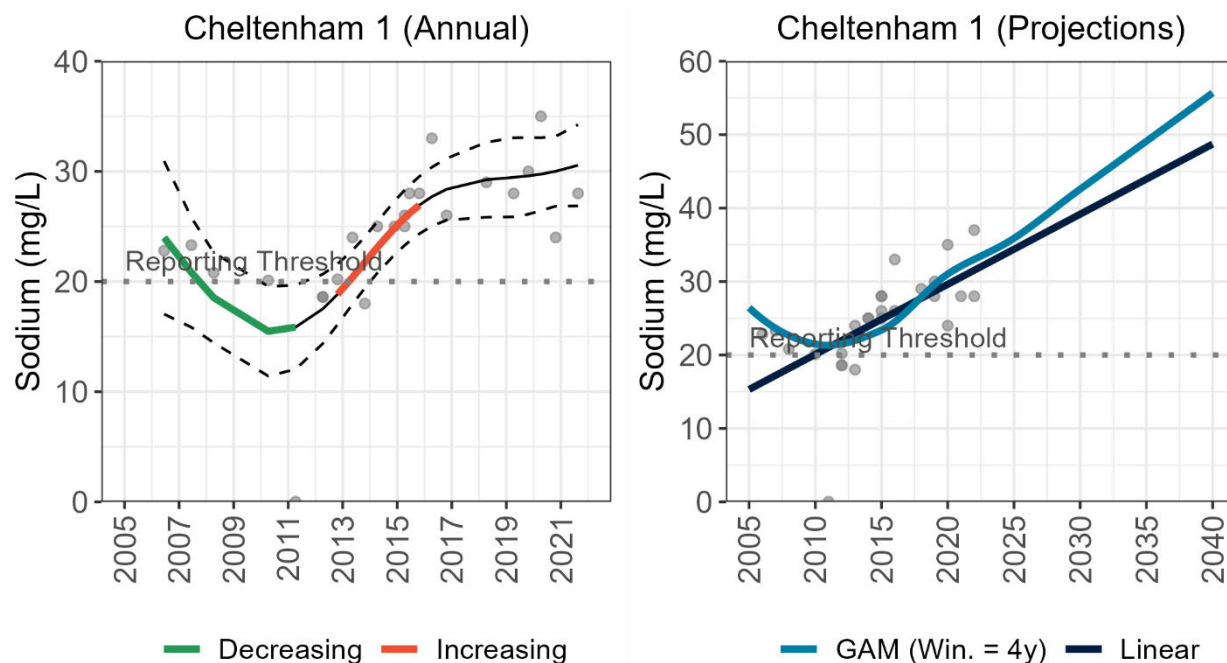 Cheltenham 1 (Annual)
Sodium (mg/L)
40
30
20
10
0
Reporting Threshold
2005
2007
2009
2011
2013
2015
2017
2019
2021
Decreasing
Increasing
Cheltenham 1 (Projections)
Sodium (mg/L)
60
50
40
30
20
10
0
Reporting Threshold
2005
2010
2015
2020
2025
2030
2035
2040
GAM (Win. = 4y)
Linear